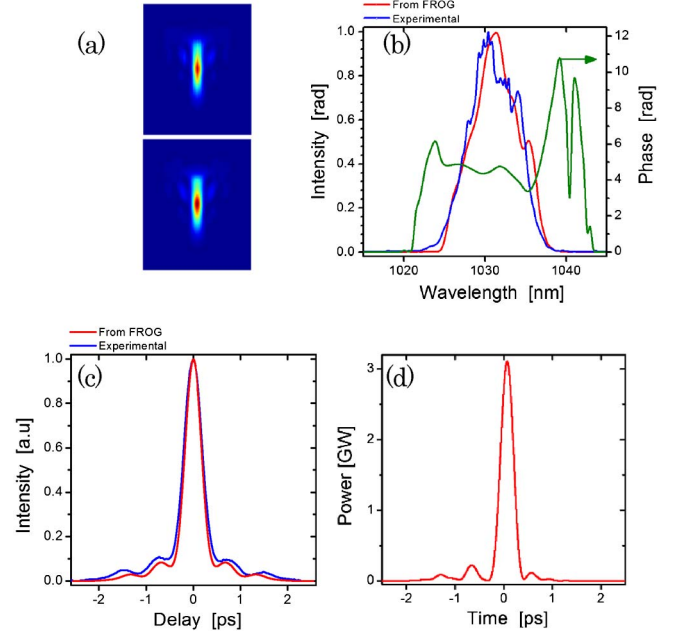 (a)
From FROG
Experimental
(b)
1.0
0.8
0.6
0.4
0.2
0.0
Intensity [rad]
12
10
8
6
4
2
0
Phase [rad]
1020 1030 1040
Wavelength [nm]
From FROG
Experimental
(c)
1.0
0.8
0.6
0.4
0.2
0.0
Intensity [a.u]
-2 -1 0 1 2
Delay [ps]
(d)
3
2
1
0
Power [GW]
-2 -1 0 1 2
Time [ps]